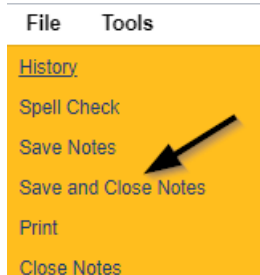 File Tools
History
Spell Check
Save Notes
Save and Close Notes
Print
Close Notes